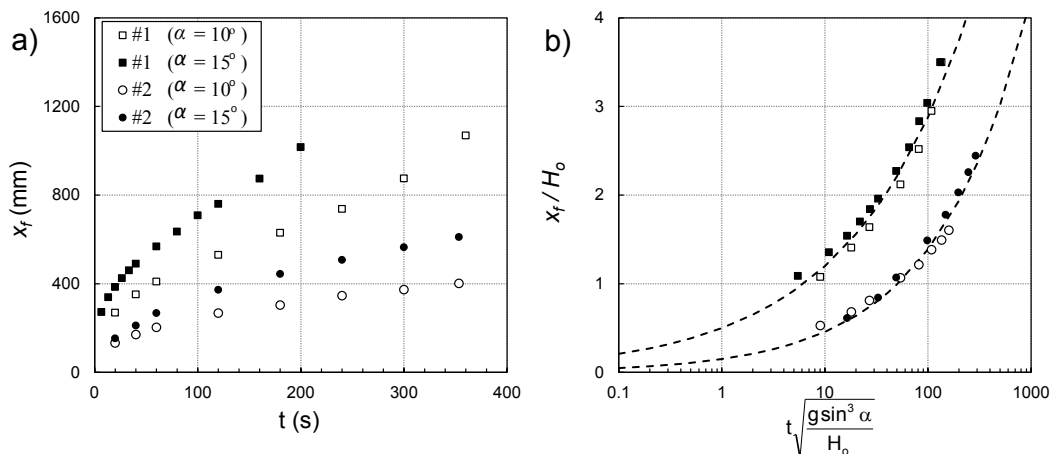 a)
1600
1200
800
400
0
x_f (mm)
□ #1 (α = 10°)
■ #1 (α = 15°)
○ #2 (α = 10°)
● #2 (α = 15°)
0 100 200 300 400
t (s)
b)
4
3
2
1
0
x_f / H_o
0.1 1 10 100 1000
t√(gsin³ α / H_o)